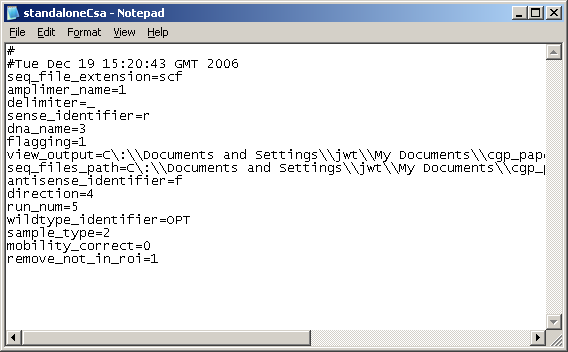 standaloneCsa - Notepad
File Edit Format View Help
#
#Tue Dec 19 15:20:43 GMT 2006
seq_file_extension=scf
amplimer_name=1
delimiter=_
sense_identifier=r
dna_name=3
flagging=1
view_output=C\:\\Documents and Settings\\jwt\\My Documents\\cgp_pape
seq_files_path=C\:\\Documents and Settings\\jwt\\My Documents\\cgp_p
antisense_identifier=f
direction=4
run_num=5
wildtype_identifier=OPT
sample_type=2
mobility_correct=0
remove_not_in_roi=1